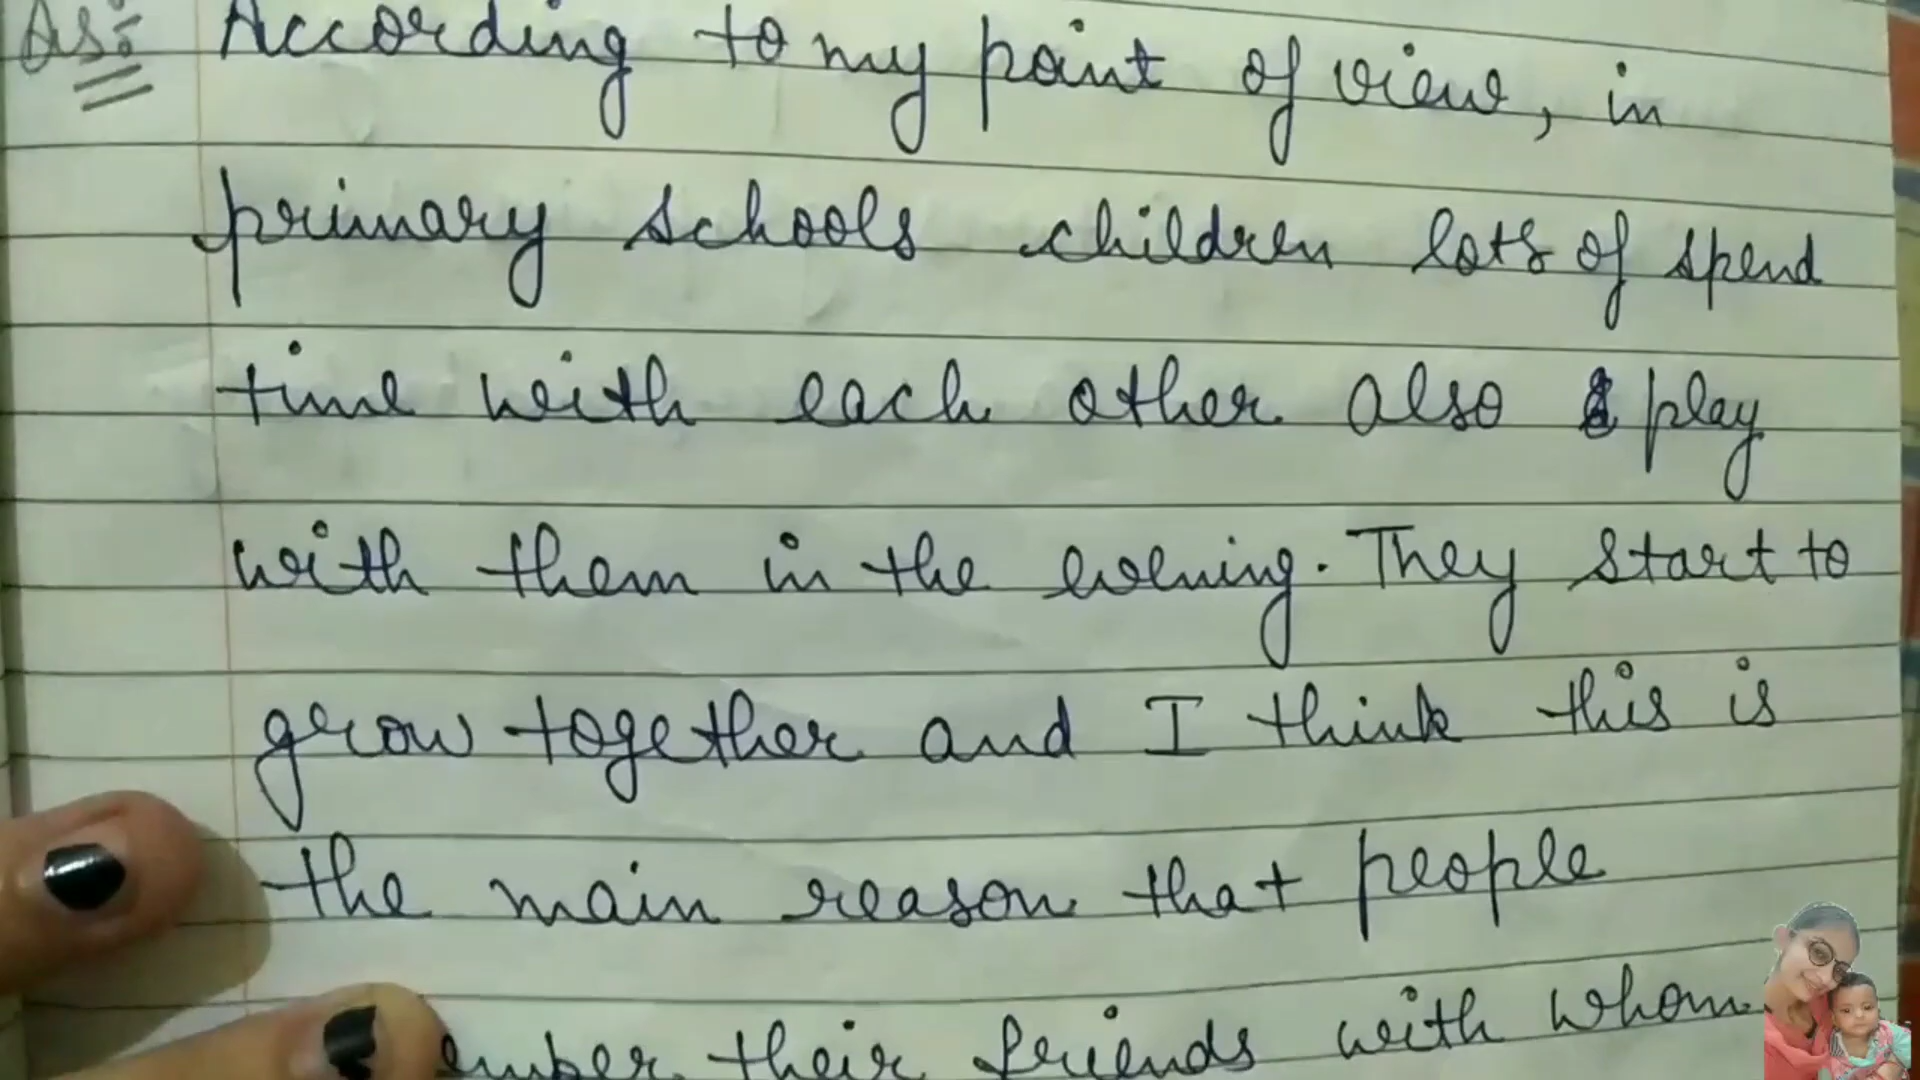 As:
According to my point of view, in
primary schools children lots of spend
time with each other also play
with them in the evening. They start to
grow together and I think this is
the main reason that people
ember their friends with whom